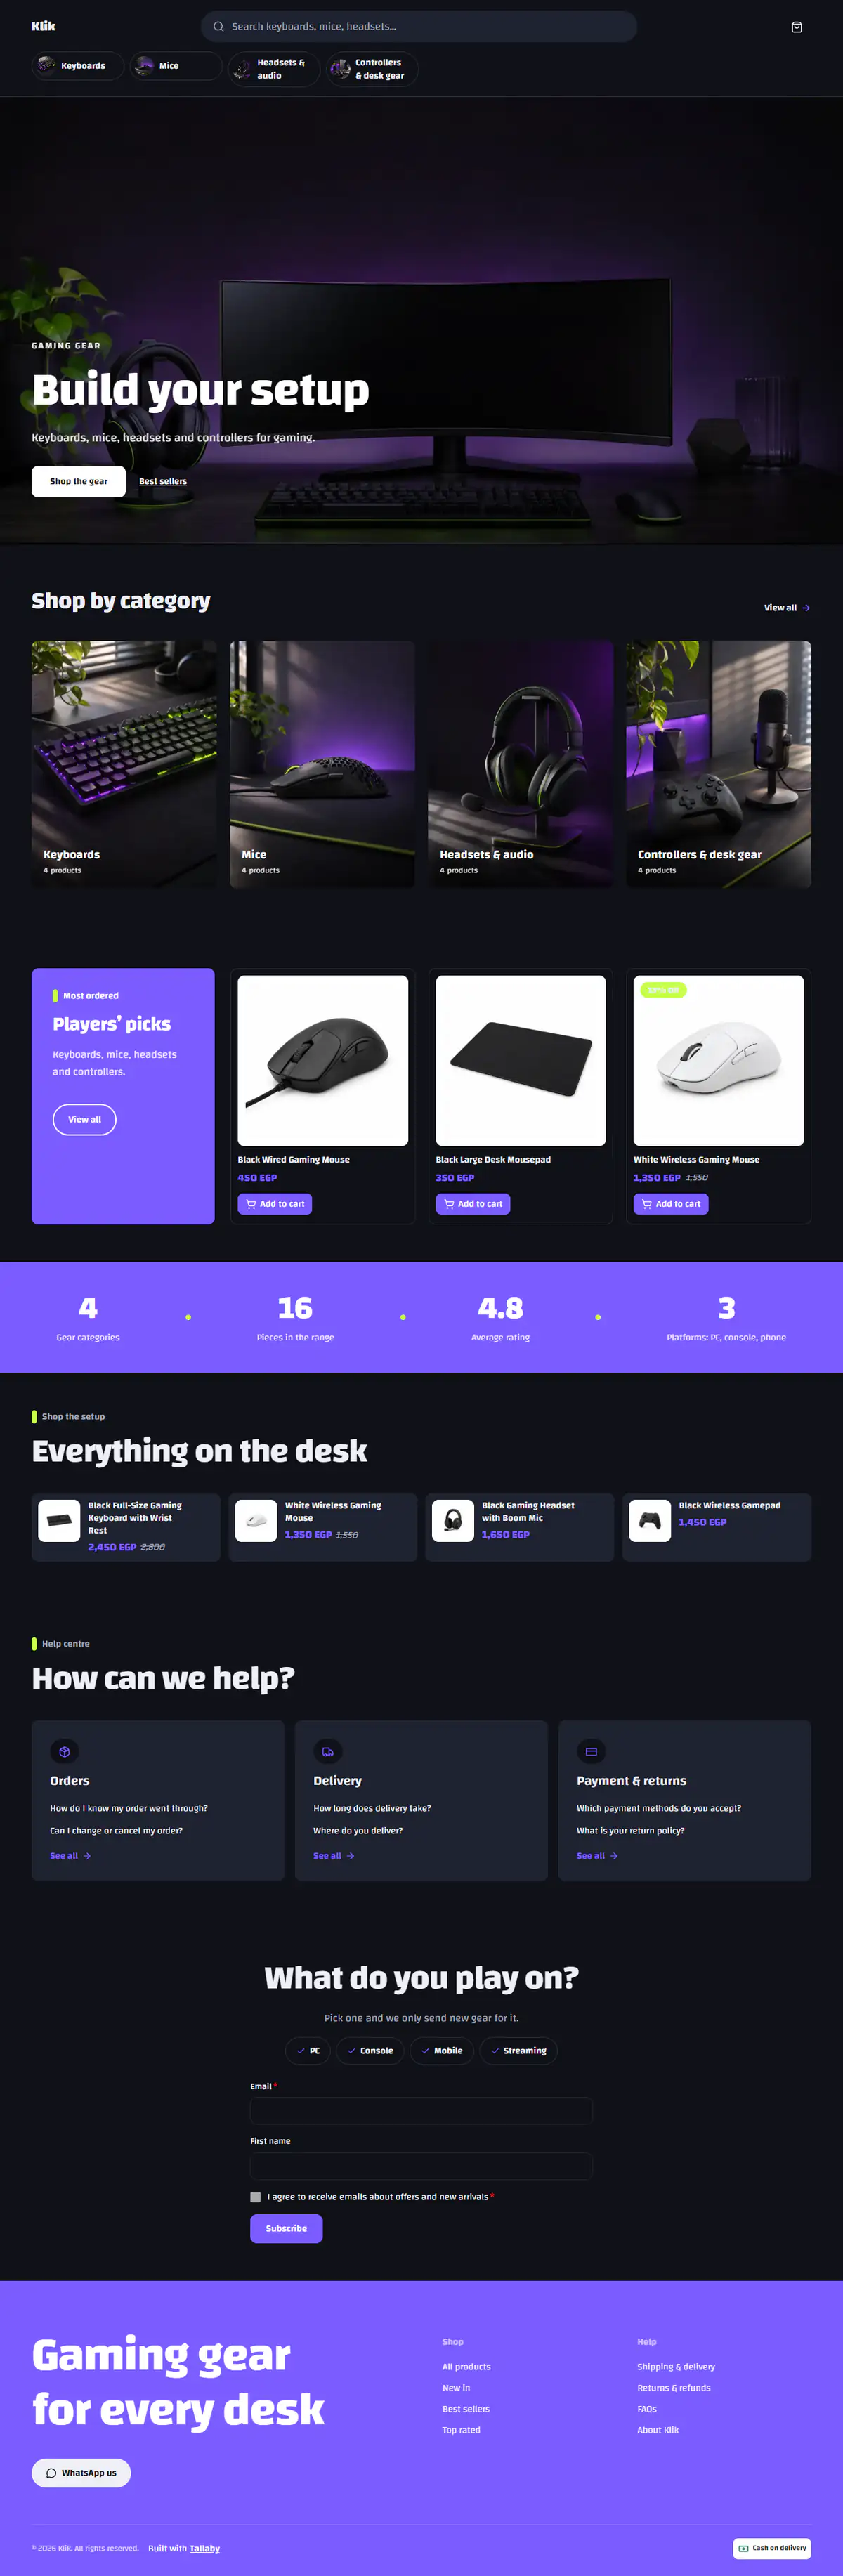 Klik
Search keyboards, mice, headsets...
Keyboards
Mice
Headsets &
audio
Controllers
& desk gear
GAMING GEAR
Build your setup
Keyboards, mice, headsets and controllers for gaming.
Shop the gear
Best sellers
Shop by category
View all
Keyboards
4 products
Mice
4 products
Headsets & audio
4 products
Controllers & desk gear
4 products
Most ordered
Players' picks
Keyboards, mice, headsets
and controllers.
View all
Black Wired Gaming Mouse
450 EGP
Add to cart
Black Large Desk Mousepad
350 EGP
Add to cart
White Wireless Gaming Mouse
1,350 EGP 1,550
Add to cart
4
Gear categories
16
Pieces in the range
4.8
Average rating
3
Platforms: PC, console, phone
Shop the setup
Everything on the desk
Black Full-Size Gaming
Keyboard with Wrist
Rest
2,450 EGP 2,800
White Wireless Gaming
Mouse
1,350 EGP 1,550
Black Gaming Headset
with Boom Mic
1,650 EGP
Black Wireless Gamepad
1,450 EGP
Help centre
How can we help?
Orders
How do I know my order went through?
Can I change or cancel my order?
See all
Delivery
How long does delivery take?
Where do you deliver?
See all
Payment & returns
Which payment methods do you accept?
What is your return policy?
See all
What do you play on?
Pick one and we only send new gear for it.
PC
Console
Mobile
Streaming
Email *
First name
I agree to receive emails about offers and new arrivals *
Subscribe
Gaming gear
for every desk
WhatsApp us
Shop
All products
New in
Best sellers
Top rated
Help
Shipping & delivery
Returns & refunds
FAQs
About Klik
© 2026 Klik. All rights reserved.
Built with Tallaby
Cash on delivery